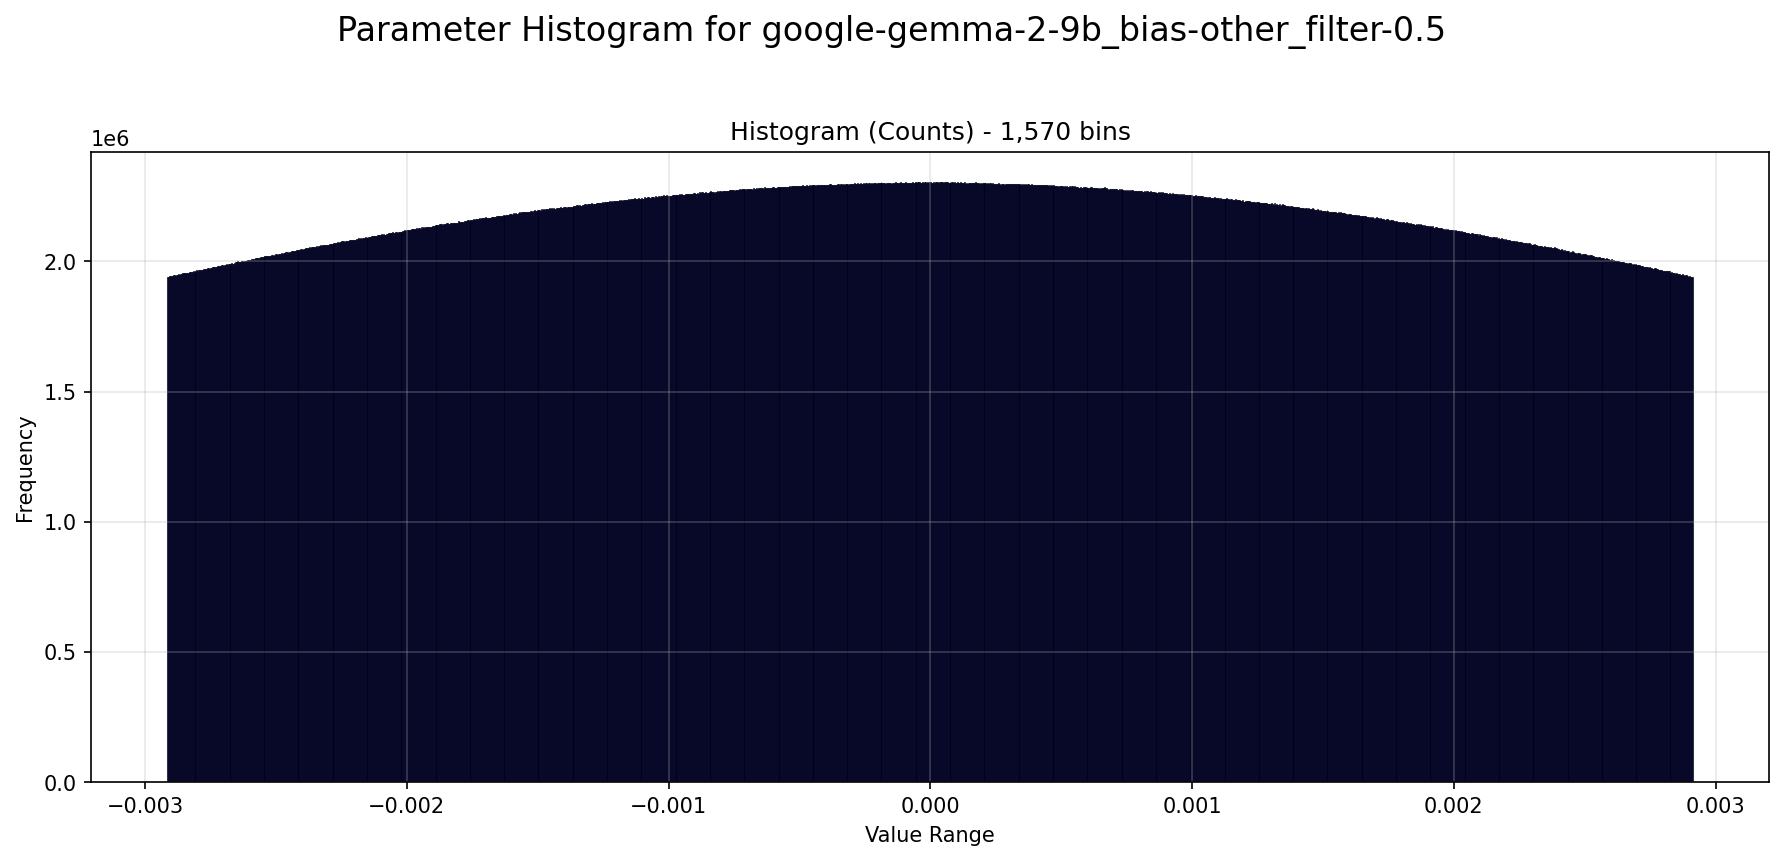 Parameter Histogram for google-gemma-2-9b_bias-other_filter-0.5
Histogram (Counts) - 1,570 bins
1e6
2.0
1.5
1.0
0.5
0.0
Frequency
−0.003
−0.002
−0.001
0.000
0.001
0.002
0.003
Value Range